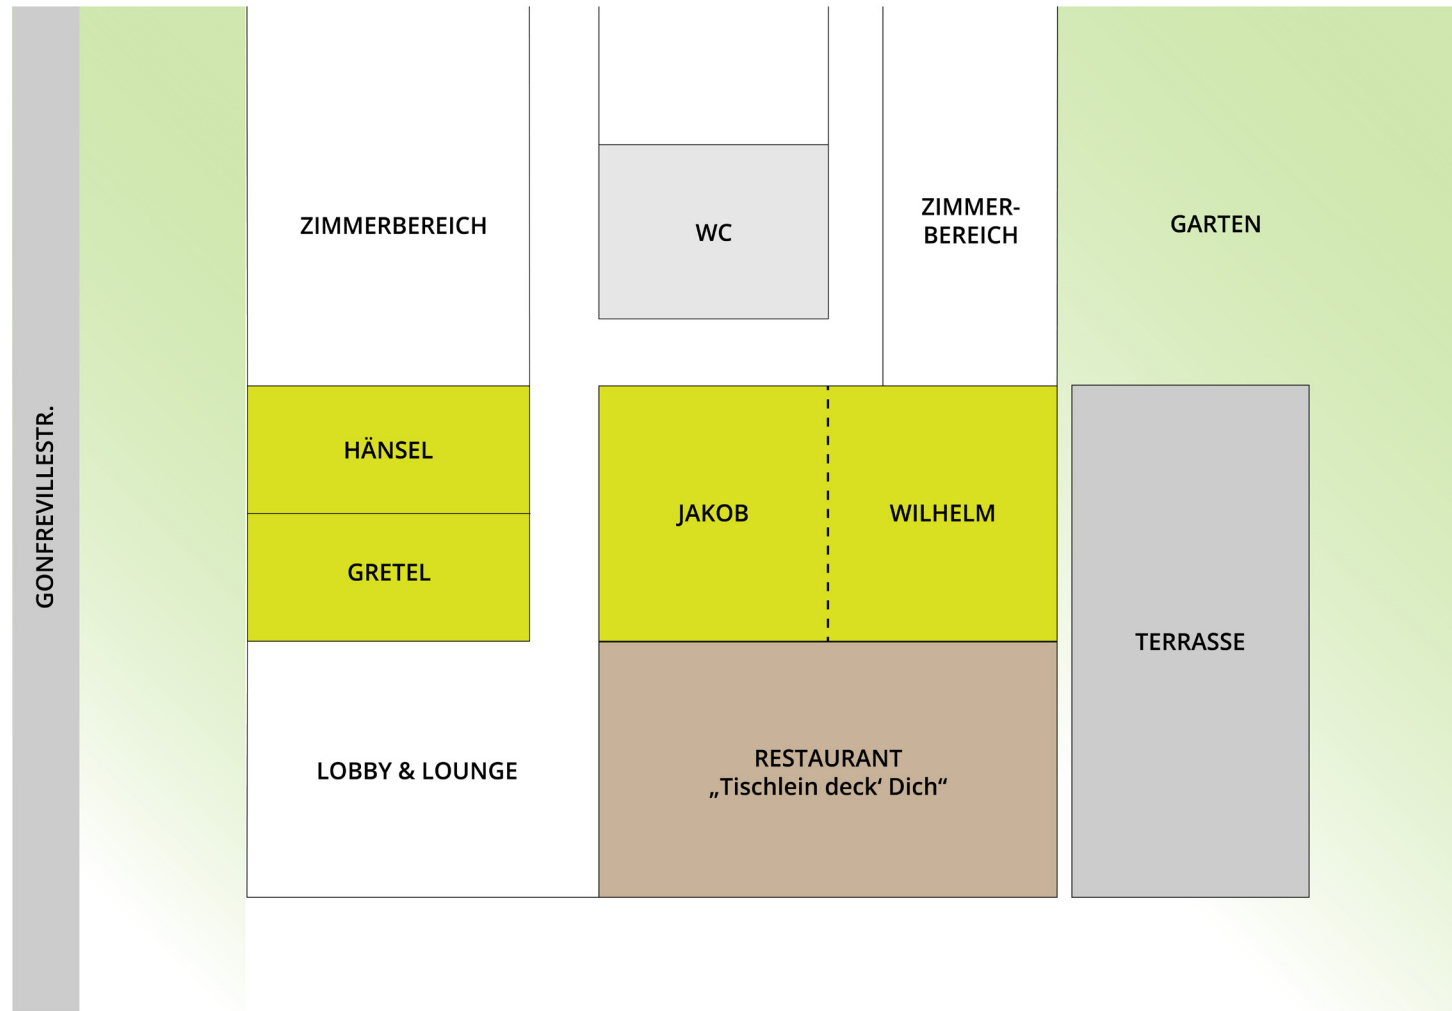 GONFREVILLESTR.
ZIMMERBEREICH
WC
ZIMMER-
BEREICH
GARTEN
HÄNSEL
GRETEL
JAKOB
WILHELM
TERRASSE
LOBBY & LOUNGE
RESTAURANT
„Tischlein deck‘ Dich“